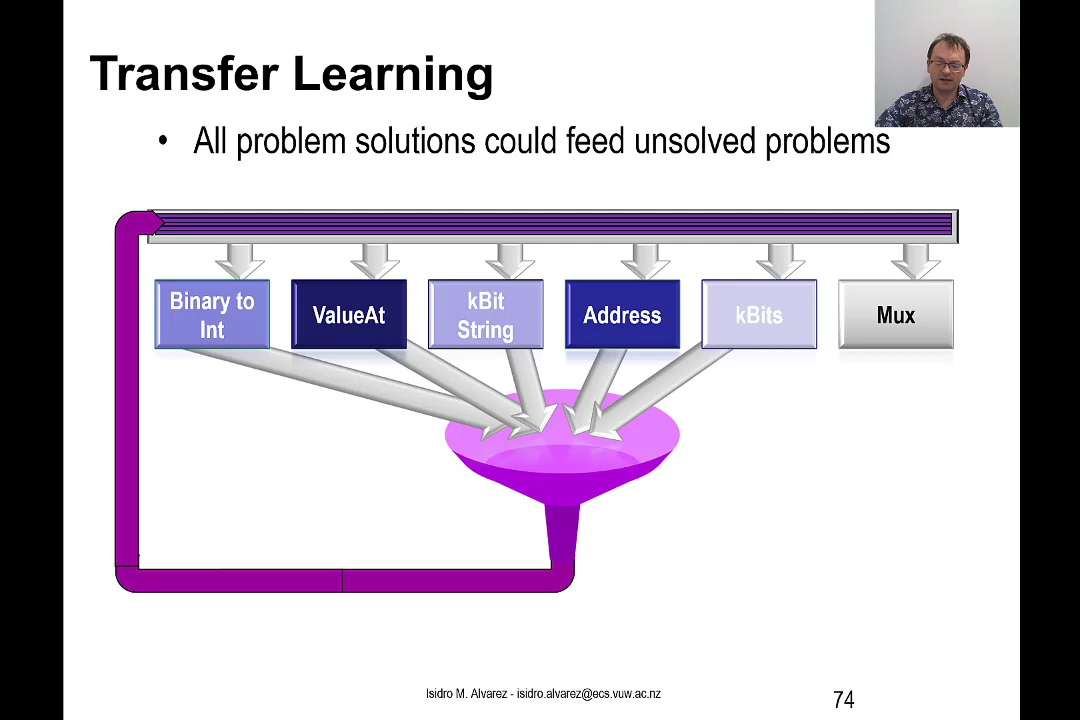 Transfer Learning
• All problem solutions could feed unsolved problems
Binary to
Int
ValueAt
kBit
String
Address
kBits
Mux
Isidro M. Alvarez - isidro.alvarez@ecs.vuw.ac.nz
74